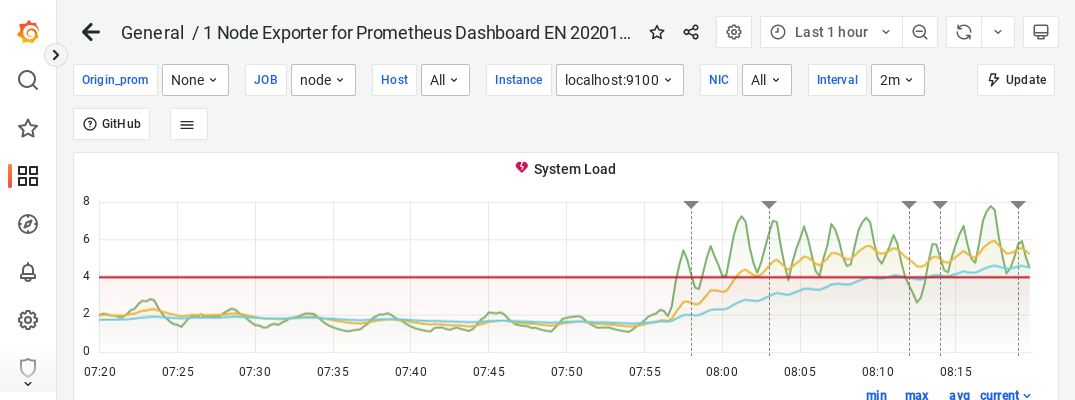 General / 1 Node Exporter for Prometheus Dashboard EN 20201...
Last 1 hour
Origin_prom None JOB node Host All Instance localhost:9100 NIC All Interval 2m Update
GitHub
System Load
8
6
4
2
0
07:20 07:25 07:30 07:35 07:40 07:45 07:50 07:55 08:00 08:05 08:10 08:15
min max avg current